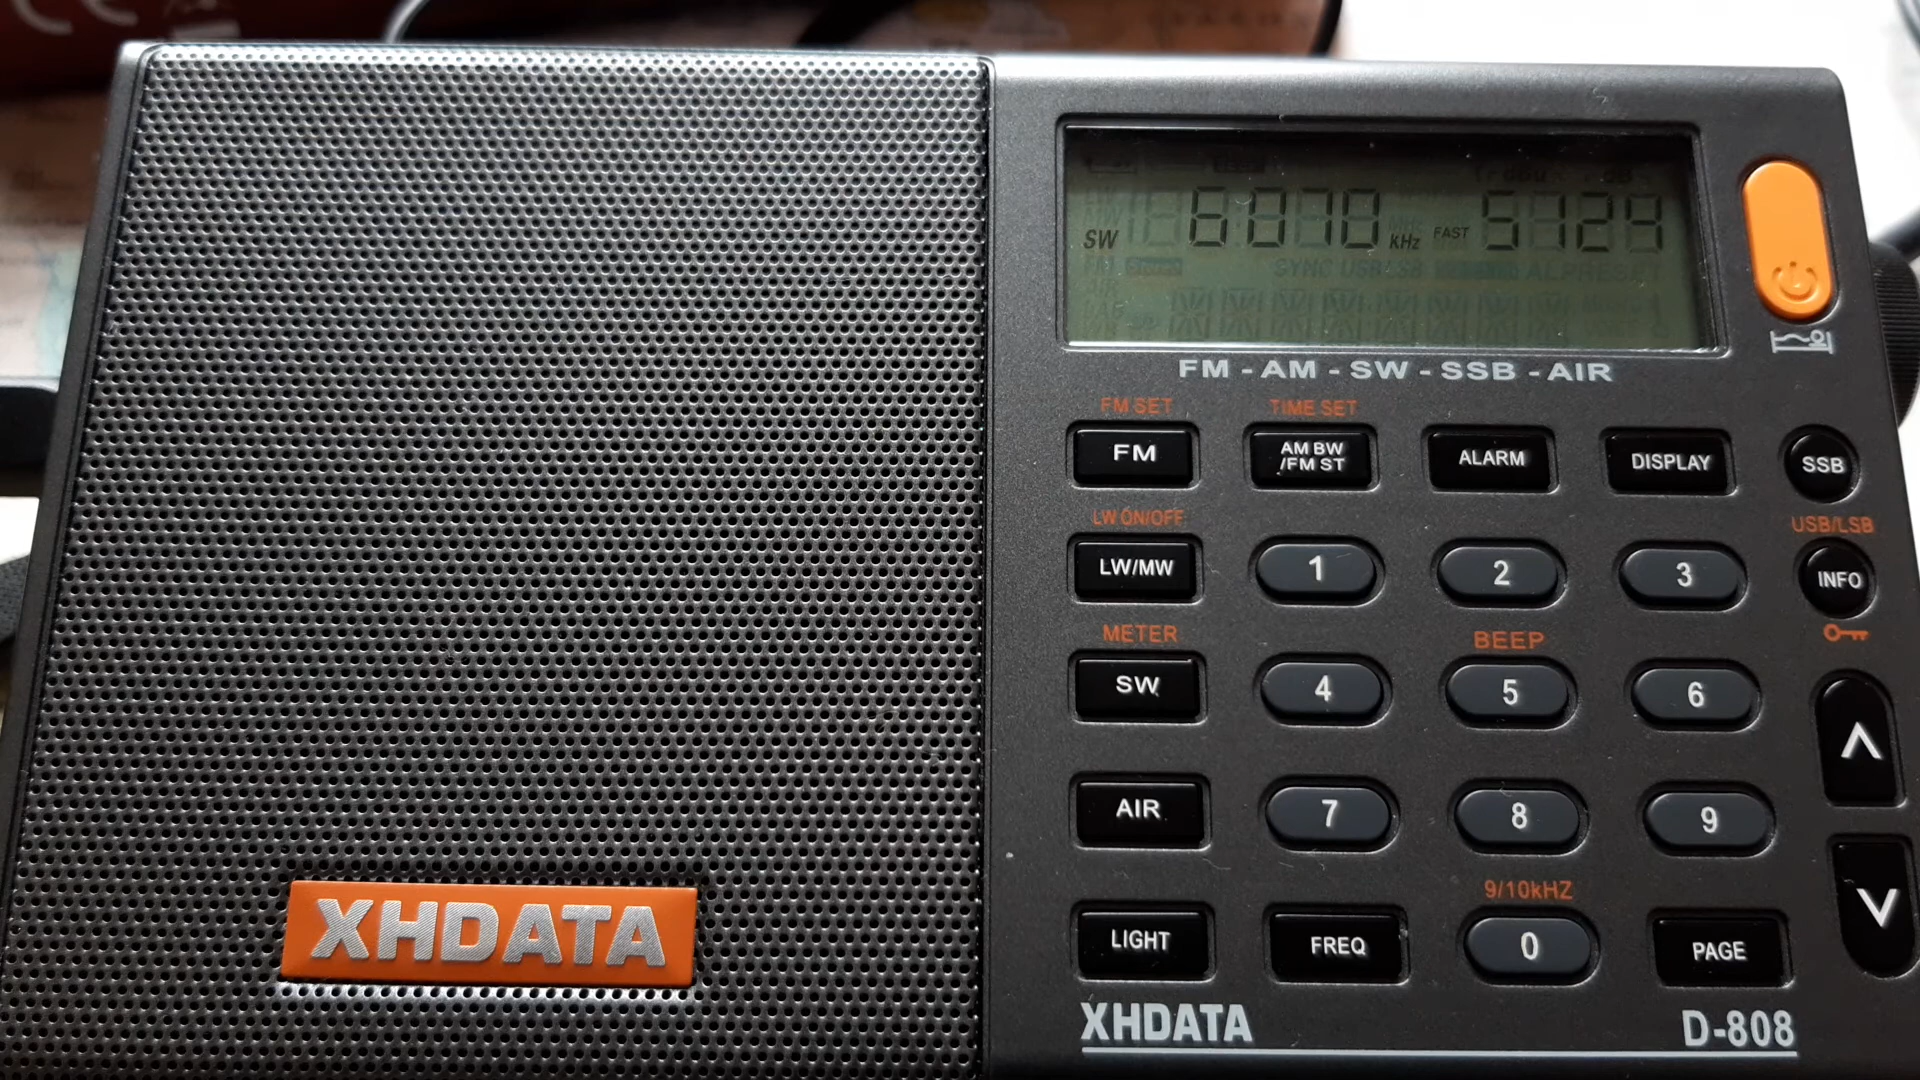 SW 6070 KHz FAST 5129
FM - AM - SW - SSB - AIR
FM SET TIME SET
FM AM BW ALARM DISPLAY SSB
/FM ST
LW ON/OFF USB/LSB
LW/MW 1 2 3 INFO
METER BEEP
SW 4 5 6
AIR 7 8 9
9/10kHZ
LIGHT FREQ 0 PAGE
XHDATA
XHDATA D-808